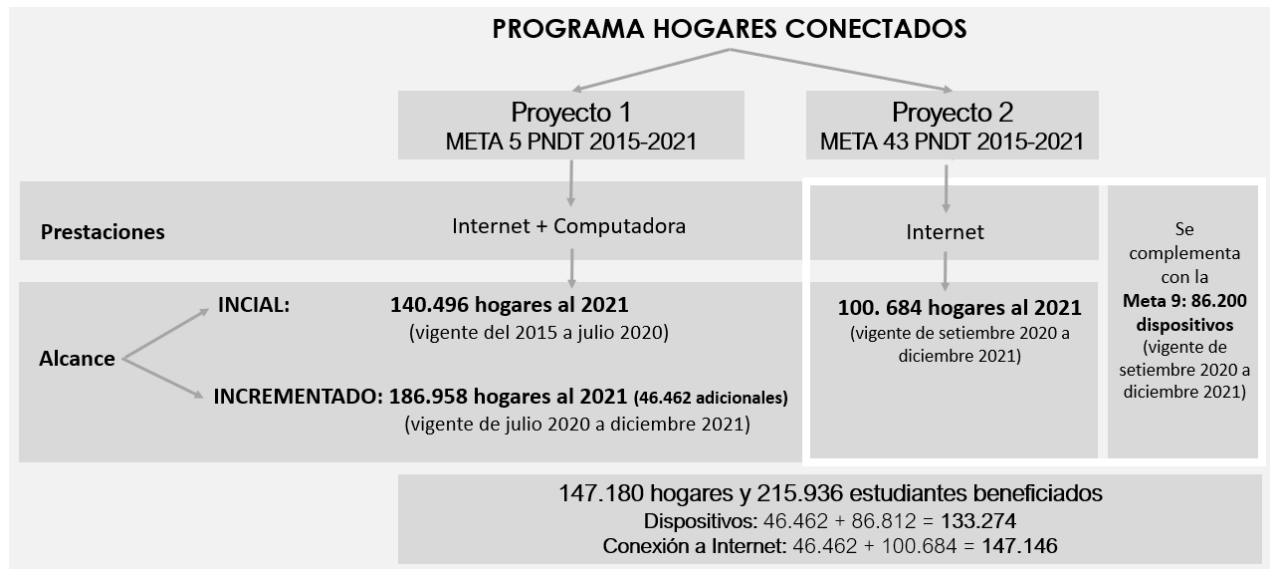 PROGRAMA HOGARES CONECTADOS
Proyecto 1
META 5 PNDT 2015-2021
Proyecto 2
META 43 PNDT 2015-2021
Prestaciones
Internet + Computadora
Internet
Se
complementa
con la
Meta 9: 86.200
dispositivos
(vigente de
setiembre 2020 a
diciembre 2021)
Alcance
INCIAL:
140.496 hogares al 2021
(vigente del 2015 a julio 2020)
INCREMENTADO: 186.958 hogares al 2021 (46.462 adicionales)
(vigente de julio 2020 a diciembre 2021)
100. 684 hogares al 2021
(vigente de setiembre 2020 a
diciembre 2021)
147.180 hogares y 215.936 estudiantes beneficiados
Dispositivos: 46.462 + 86.812 = 133.274
Conexión a Internet: 46.462 + 100.684 = 147.146